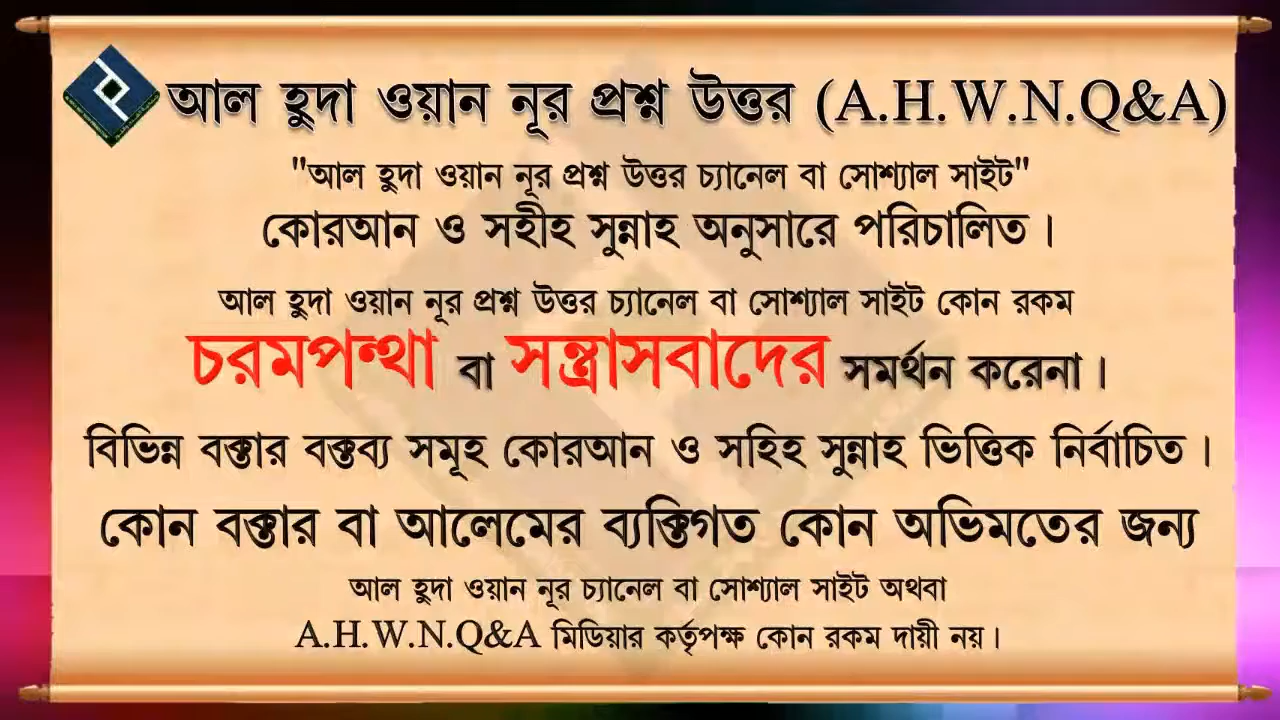 আল হুদা ওয়ান নূর প্রশ্ন উত্তর (A.H.W.N.Q&A)
"আল হুদা ওয়ান নূর প্রশ্ন উত্তর চ্যানেল বা সোশ্যাল সাইট"
কোরআন ও সহীহ সুন্নাহ অনুসারে পরিচালিত।
আল হুদা ওয়ান নূর প্রশ্ন উত্তর চ্যানেল বা সোশ্যাল সাইট কোন রকম
চরমপন্থা বা সন্ত্রাসবাদের সমর্থন করেনা।
বিভিন্ন বক্তার বক্তব্য সমূহ কোরআন ও সহিহ সুন্নাহ ভিত্তিক নির্বাচিত।
কোন বক্তার বা আলেমের ব্যক্তিগত কোন অভিমতের জন্য
আল হুদা ওয়ান নূর চ্যানেল বা সোশ্যাল সাইট অথবা
A.H.W.N.Q&A মিডিয়ার কর্তৃপক্ষ কোন রকম দায়ী নয়।